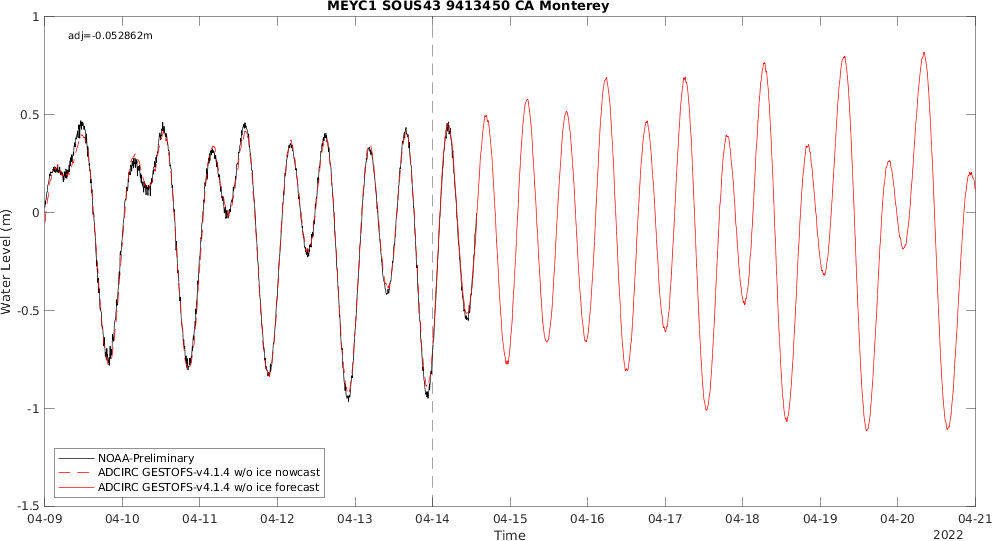 MEYC1 SOUS43 9413450 CA Monterey
adj=-0.052862m
1
0.5
0
-0.5
-1
-1.5
Water Level (m)
NOAA-Preliminary
ADCIRC GESTOFS-v4.1.4 w/o ice nowcast
ADCIRC GESTOFS-v4.1.4 w/o ice forecast
04-09 04-10 04-11 04-12 04-13 04-14 04-15 04-16 04-17 04-18 04-19 04-20 04-21
Time
2022